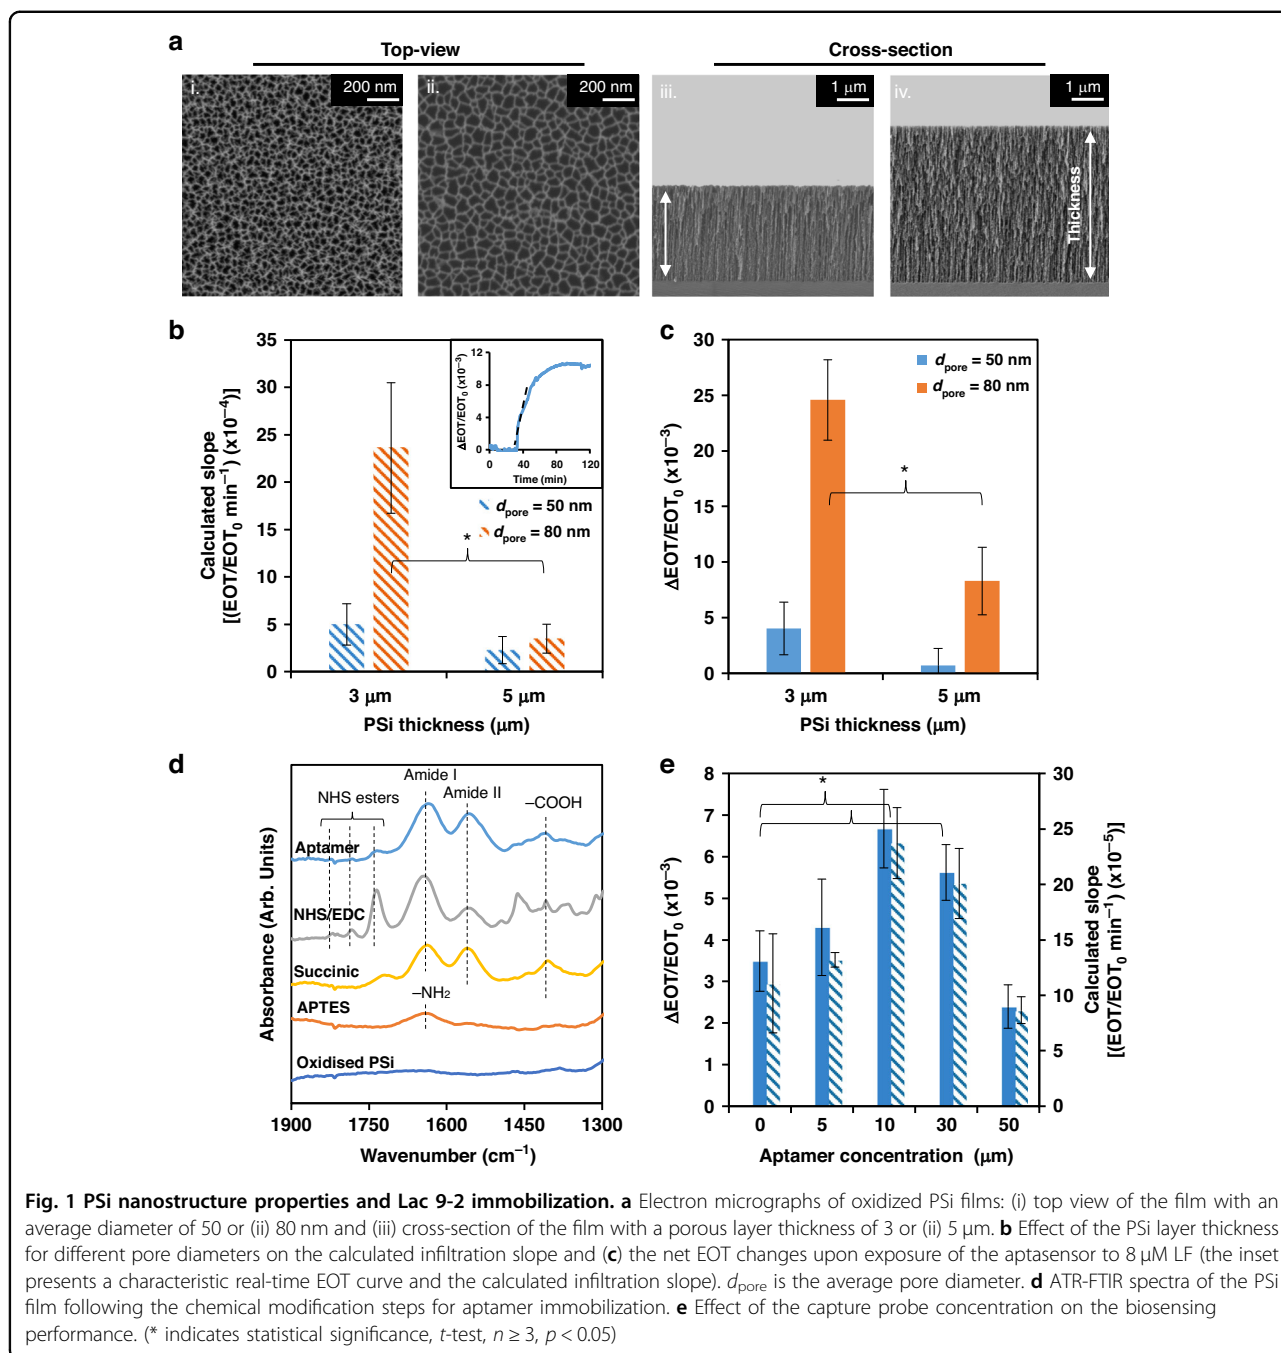 a
Top-view
Cross-section
i.
200 nm
ii.
200 nm
iii.
1 μm
iv.
1 μm
Thickness
b
Calculated slope
[(EOT/EOT₀ min⁻¹) (x10⁻⁴)]
35
30
25
20
15
10
5
0
ΔEOT/EOT₀ (x10⁻³)
12
8
4
0
0 40 80 120
Time (min)
d_pore = 50 nm
d_pore = 80 nm
*
3 μm 5 μm
PSi thickness (μm)
c
ΔEOT/EOT₀ (x10⁻³)
30
25
20
15
10
5
0
d_pore = 50 nm
d_pore = 80 nm
*
3 μm 5 μm
PSi thickness (μm)
d
Absorbance (Arb. Units)
Amide I
Amide II
NHS esters
–COOH
Aptamer
NHS/EDC
Succinic
–NH₂
APTES
Oxidised PSi
1900 1750 1600 1450 1300
Wavenumber (cm⁻¹)
e
ΔEOT/EOT₀ (x10⁻³)
8
7
6
5
4
3
2
1
0
*
30
25
20
15
10
5
0
Calculated slope
[(EOT/EOT₀ min⁻¹) (x10⁻⁵)]
0 5 10 30 50
Aptamer concentration (μm)
Fig. 1 PSi nanostructure properties and Lac 9-2 immobilization. a Electron micrographs of oxidized PSi films: (i) top view of the film with an
average diameter of 50 or (ii) 80 nm and (iii) cross-section of the film with a porous layer thickness of 3 or (ii) 5 μm. b Effect of the PSi layer thickness
for different pore diameters on the calculated infiltration slope and (c) the net EOT changes upon exposure of the aptasensor to 8 μM LF (the inset
presents a characteristic real-time EOT curve and the calculated infiltration slope). d_pore is the average pore diameter. d ATR-FTIR spectra of the PSi
film following the chemical modification steps for aptamer immobilization. e Effect of the capture probe concentration on the biosensing
performance. (* indicates statistical significance, t-test, n ≥ 3, p < 0.05)